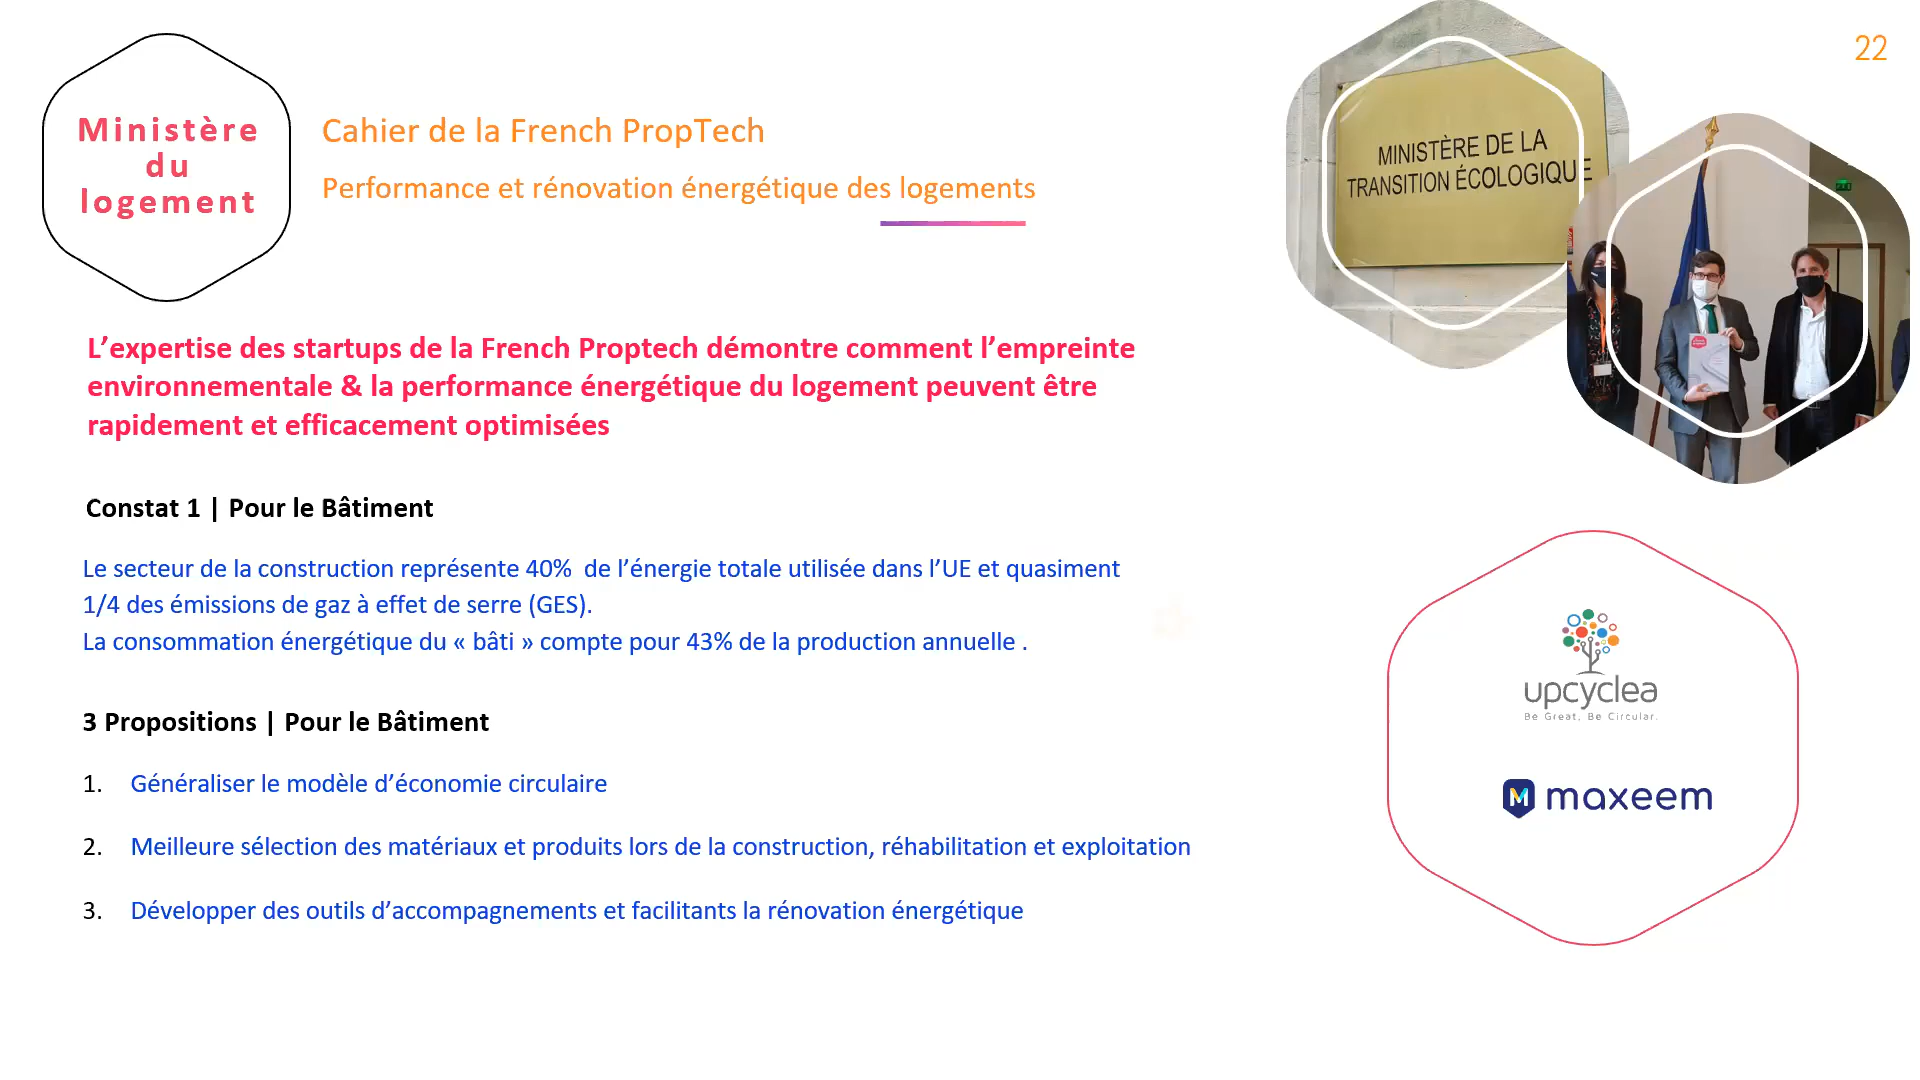 22
Ministère
du
logement
Cahier de la French PropTech
Performance et rénovation énergétique des logements
MINISTÈRE DE LA
TRANSITION ÉCOLOGIQUE
L’expertise des startups de la French Proptech démontre comment l’empreinte
environnementale & la performance énergétique du logement peuvent être
rapidement et efficacement optimisées
Constat 1 | Pour le Bâtiment
Le secteur de la construction représente 40%  de l’énergie totale utilisée dans l’UE et quasiment
1/4 des émissions de gaz à effet de serre (GES).
La consommation énergétique du « bâti » compte pour 43% de la production annuelle .
3 Propositions | Pour le Bâtiment
1. Généraliser le modèle d’économie circulaire
2. Meilleure sélection des matériaux et produits lors de la construction, réhabilitation et exploitation
3. Développer des outils d’accompagnements et facilitants la rénovation énergétique
upcyclea
Be Great, Be Circular.
M maxeem